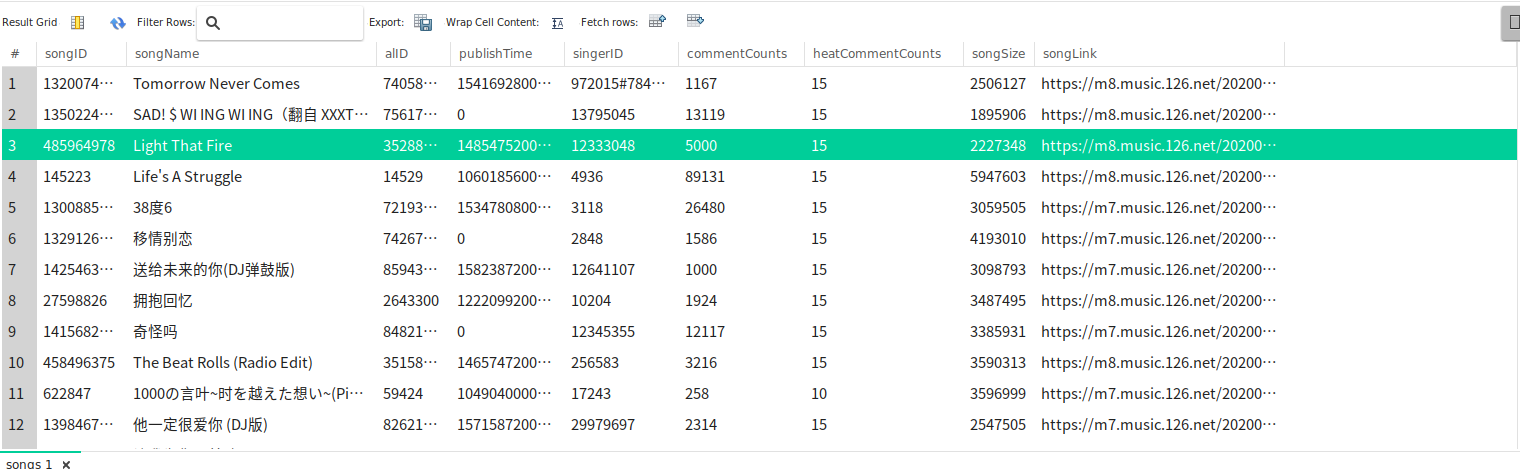 Result Grid Filter Rows: Export: Wrap Cell Content: Fetch rows:
# songID songName alID publishTime singerID commentCounts heatCommentCounts songSize songLink
1 1320074··· Tomorrow Never Comes 74058··· 1541692800··· 972015#784··· 1167 15 2506127 https://m8.music.126.net/20200···
2 1350224··· SAD! $ WI ING WI ING（翻自 XXXT··· 75617··· 0 13795045 13119 15 1895906 https://m8.music.126.net/20200···
3 485964978 Light That Fire 35288··· 1485475200··· 12333048 5000 15 2227348 https://m8.music.126.net/20200···
4 145223 Life's A Struggle 14529 1060185600··· 4936 89131 15 5947603 https://m8.music.126.net/20200···
5 1300885··· 38度6 72193··· 1534780800··· 3118 26480 15 3059505 https://m7.music.126.net/20200···
6 1329126··· 移情别恋 74267··· 0 2848 1586 15 4193010 https://m7.music.126.net/20200···
7 1425463··· 送给未来的你(DJ弹鼓版) 85943··· 1582387200··· 12641107 1000 15 3098793 https://m7.music.126.net/20200···
8 27598826 拥抱回忆 2643300 1222099200··· 10204 1924 15 3487495 https://m8.music.126.net/20200···
9 1415682··· 奇怪吗 84821··· 0 12345355 12117 15 3385931 https://m7.music.126.net/20200···
10 458496375 The Beat Rolls (Radio Edit) 35158··· 1465747200··· 256583 3216 15 3590313 https://m8.music.126.net/20200···
11 622847 1000の言叶~时を越えた想い~(Pi··· 59424 1049040000··· 17243 258 10 3596999 https://m7.music.126.net/20200···
12 1398467··· 他一定很爱你 (DJ版) 82621··· 1571587200··· 29979697 2314 15 2547505 https://m7.music.126.net/20200···
songs 1